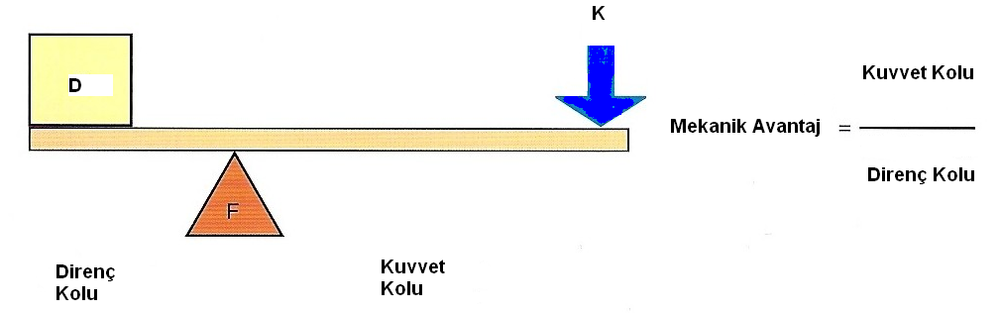 K
D
Kuvvet Kolu
Mekanik Avantaj =
Direnç Kolu
F
Direnç
Kolu
Kuvvet
Kolu